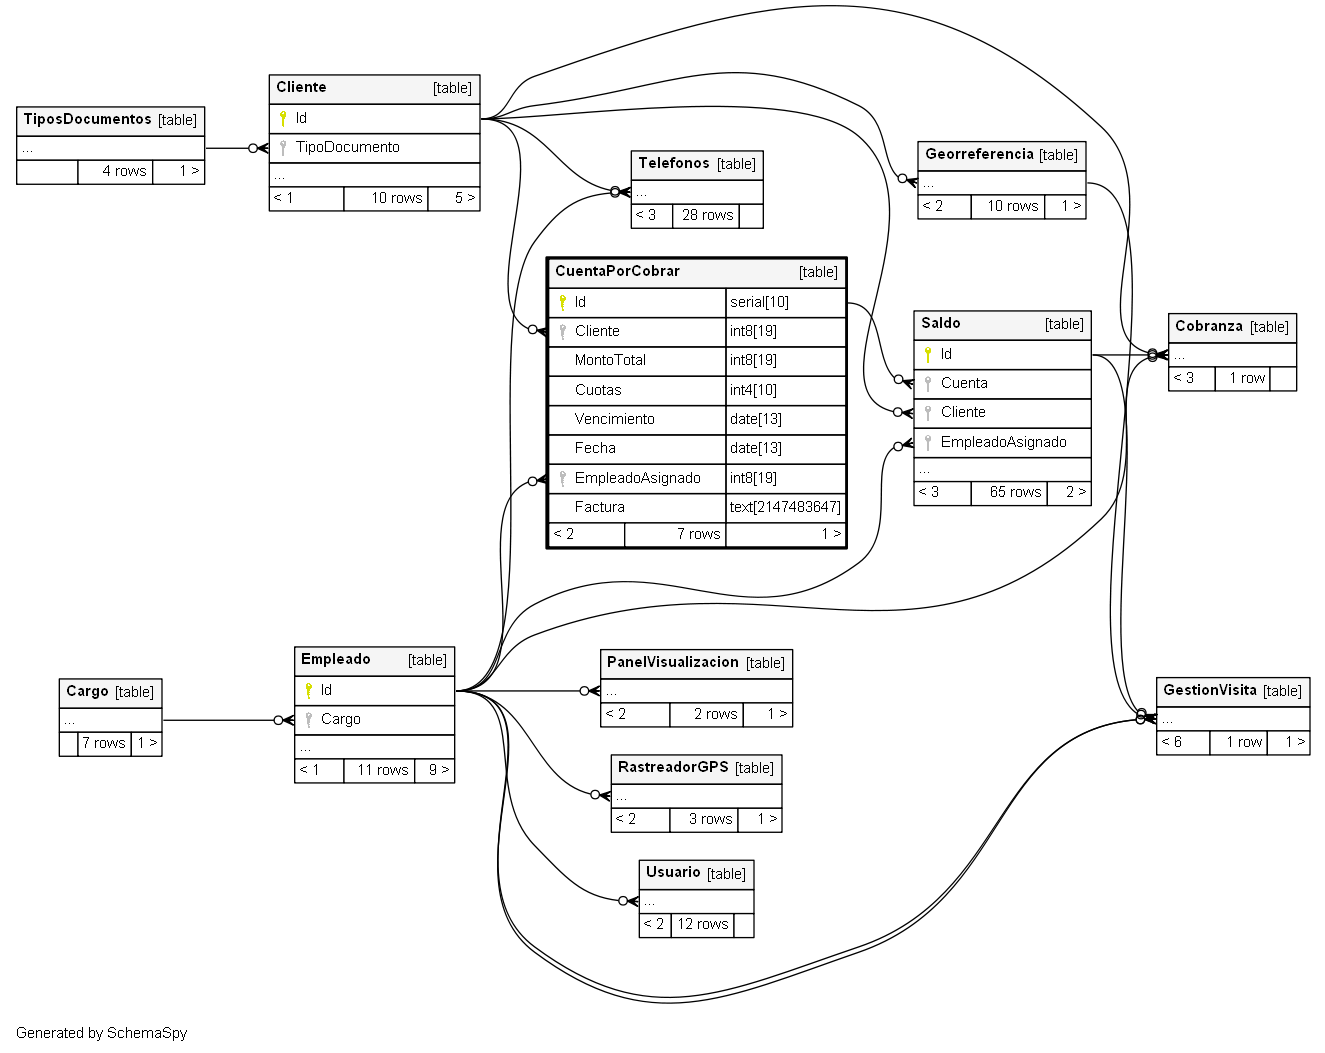 Cliente [table]
Id
TipoDocumento
...
< 1 10 rows 5 >
TiposDocumentos [table]
...
4 rows 1 >
Telefonos [table]
...
< 3 28 rows
Georreferencia [table]
...
< 2 10 rows 1 >
CuentaPorCobrar [table]
Id serial[10]
Cliente int8[19]
MontoTotal int8[19]
Cuotas int4[10]
Vencimiento date[13]
Fecha date[13]
EmpleadoAsignado int8[19]
Factura text[2147483647]
< 2 7 rows 1 >
Saldo [table]
Id
Cuenta
Cliente
EmpleadoAsignado
...
< 3 65 rows 2 >
Cobranza [table]
...
< 3 1 row
Empleado [table]
Id
Cargo
...
< 1 11 rows 9 >
Cargo [table]
...
7 rows 1 >
PanelVisualizacion [table]
...
< 2 2 rows 1 >
GestionVisita [table]
...
< 6 1 row 1 >
RastreadorGPS [table]
...
< 2 3 rows 1 >
Usuario [table]
...
< 2 12 rows
Generated by SchemaSpy